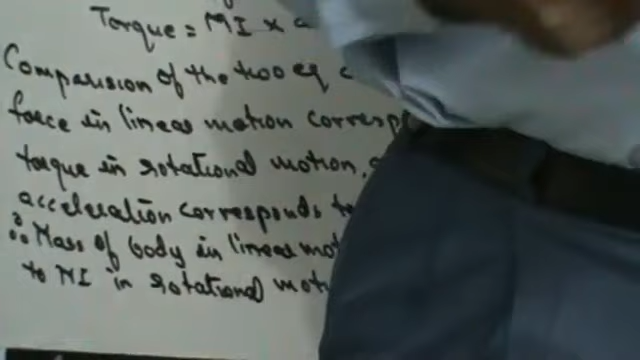 Torque = MI ×
Comparision of the two eq
force in linear motion corresp
torque in rotational motion,
acceleration corresponds to
∴ Mass of body in linear mot
to MI in rotational moti